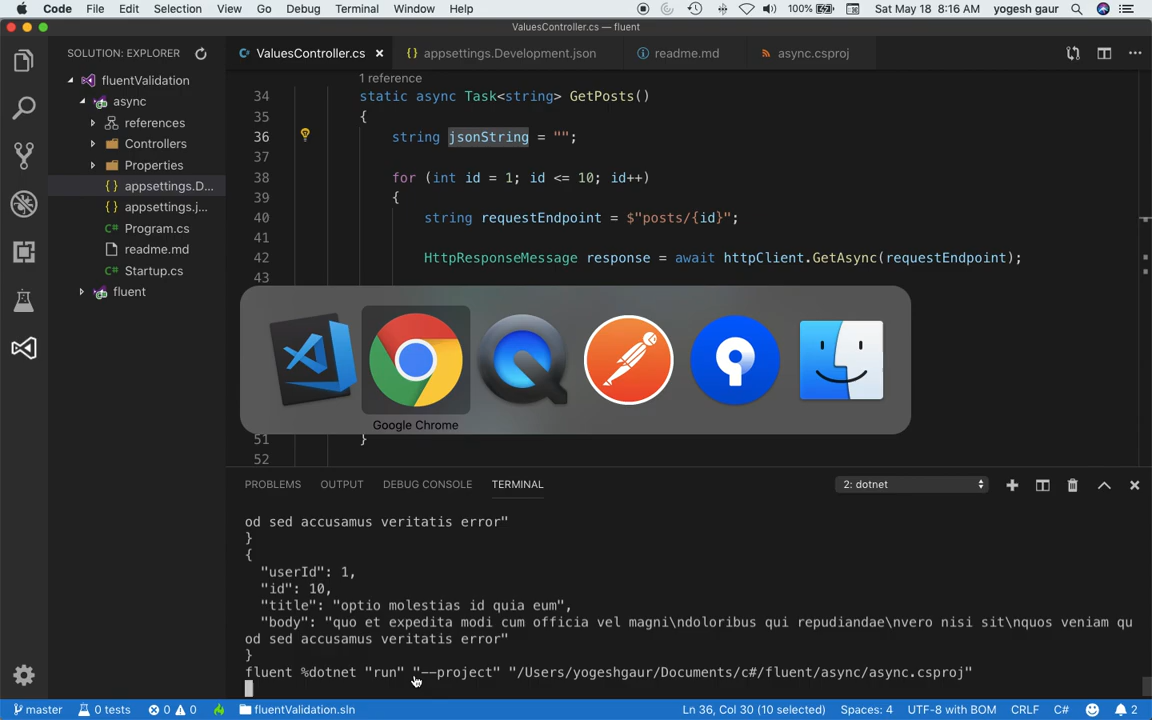 Code File Edit Selection View Go Debug Terminal Window Help 100% Sat May 18 8:16 AM yogesh gaur
ValuesController.cs — fluent
SOLUTION: EXPLORER
C# ValuesController.cs × { } appsettings.Development.json readme.md async.csproj
fluentValidation
async
references
Controllers
Properties
{ } appsettings.D...
{ } appsettings.j...
C# Program.cs
readme.md
C# Startup.cs
fluent
1 reference
34 static async Task<string> GetPosts()
35 {
36 string jsonString = "";
37
38 for (int id = 1; id <= 10; id++)
39 {
40 string requestEndpoint = $"posts/{id}";
41
42 HttpResponseMessage response = await httpClient.GetAsync(requestEndpoint);
43
Google Chrome
51 }
52
PROBLEMS OUTPUT DEBUG CONSOLE TERMINAL 2: dotnet
od sed accusamus veritatis error"
}
{
"userId": 1,
"id": 10,
"title": "optio molestias id quia eum",
"body": "quo et expedita modi cum officia vel magni\ndoloribus qui repudiandae\nvero nisi sit\nquos veniam qu
od sed accusamus veritatis error"
}
fluent %dotnet "run" "--project" "/Users/yogeshgaur/Documents/c#/fluent/async/async.csproj"
master 0 tests 0 0 fluentValidation.sln Ln 36, Col 30 (10 selected) Spaces: 4 UTF-8 with BOM CRLF C# 2